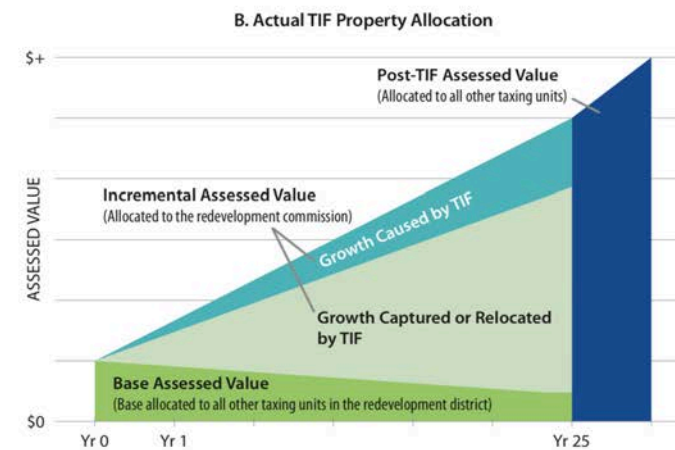 B. Actual TIF Property Allocation
$+
Post-TIF Assessed Value
(Allocated to all other taxing units)
ASSESSED VALUE
Incremental Assessed Value
(Allocated to the redevelopment commission)
Growth Caused by TIF
Growth Captured or Relocated
by TIF
Base Assessed Value
(Base allocated to all other taxing units in the redevelopment district)
$0
Yr 0
Yr 1
Yr 25